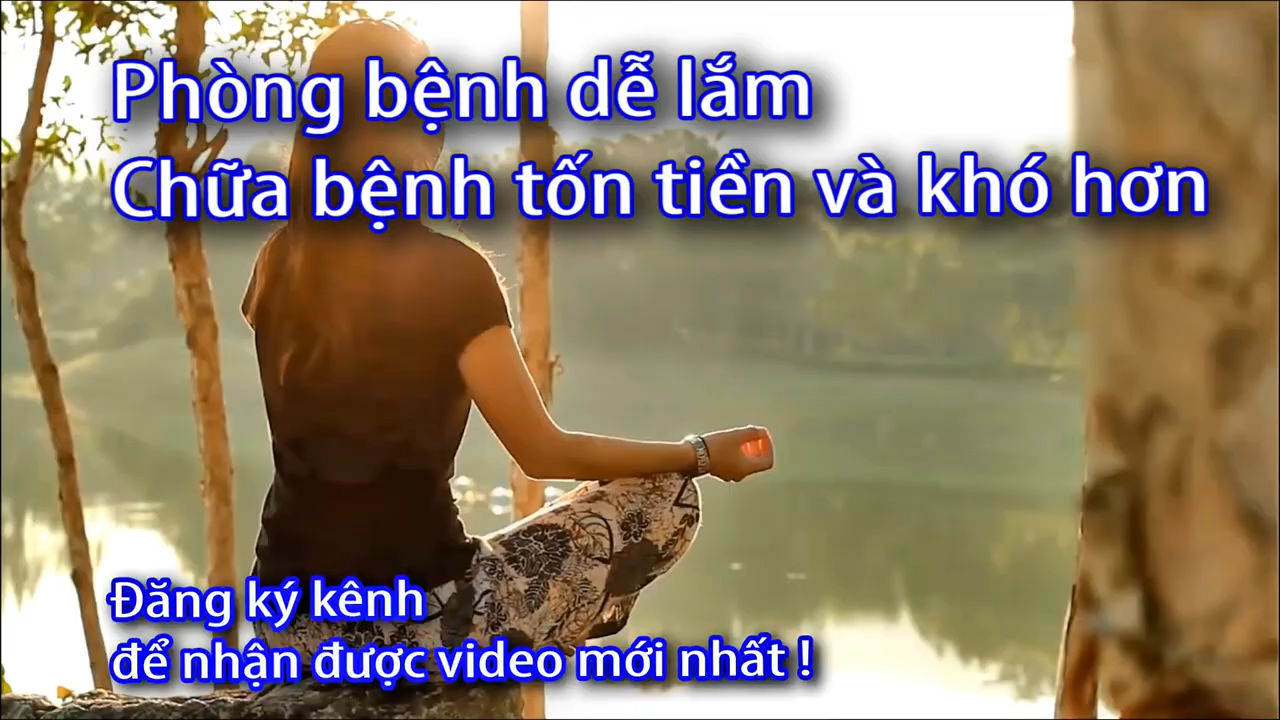 Phòng bệnh dễ lắm
Chữa bệnh tốn tiền và khó hơn
Đăng ký kênh
để nhận được video mới nhất !